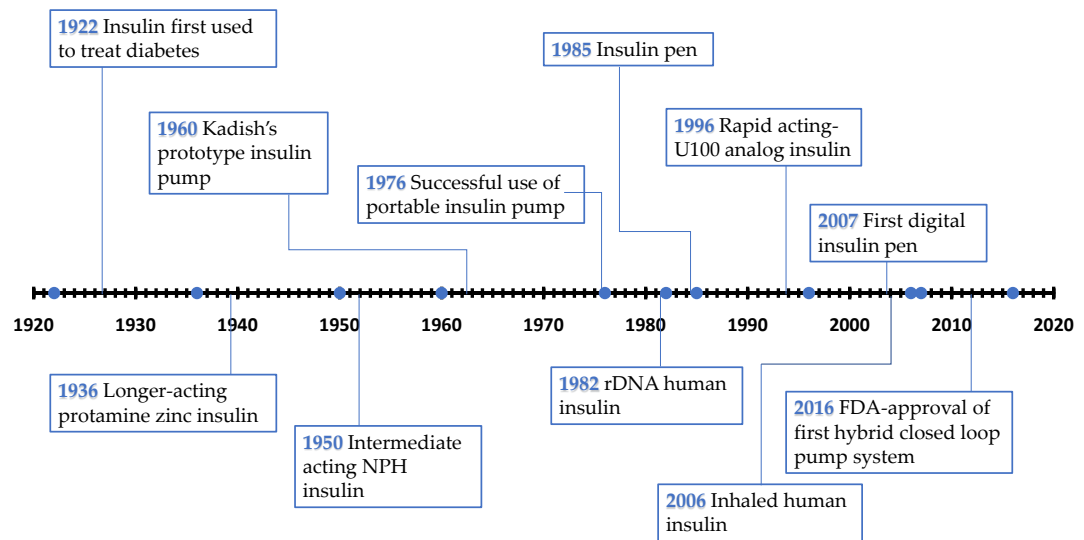 1922 Insulin first used
to treat diabetes
1985 Insulin pen
1960 Kadish's
prototype insulin
pump
1996 Rapid acting-
U100 analog insulin
1976 Successful use of
portable insulin pump
2007 First digital
insulin pen
1920 1930 1940 1950 1960 1970 1980 1990 2000 2010 2020
1936 Longer-acting
protamine zinc insulin
1982 rDNA human
insulin
2016 FDA-approval of
first hybrid closed loop
pump system
1950 Intermediate
acting NPH
insulin
2006 Inhaled human
insulin